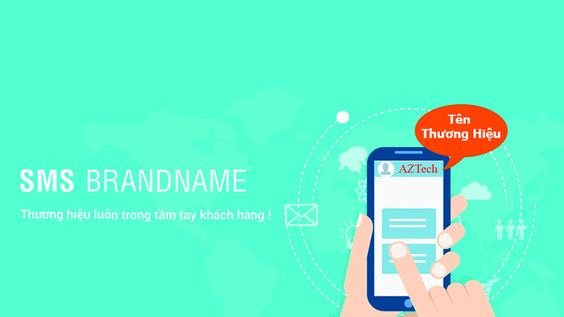 SMS BRANDNAME
Thương hiệu luôn trong tầm tay khách hàng !
Tên
Thương Hiệu
AZTech